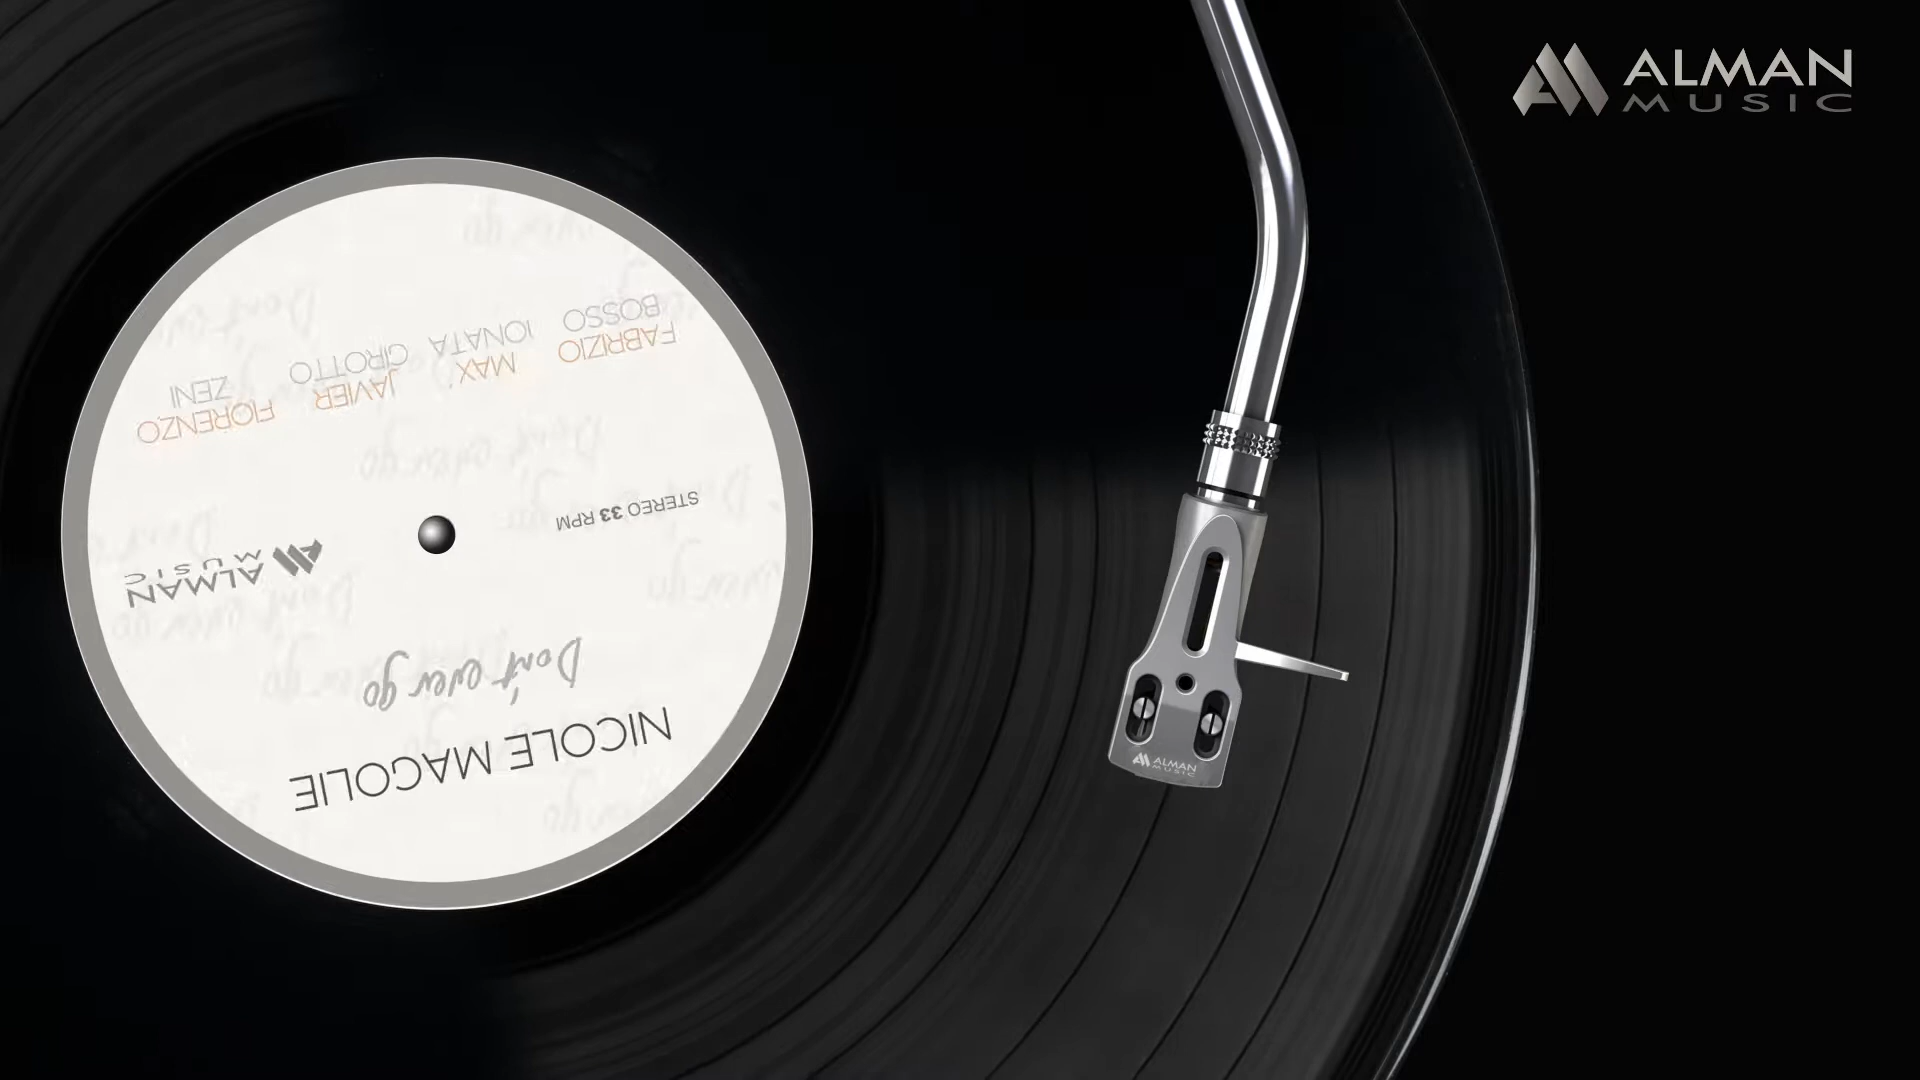 ALMAN
MUSIC
NICOLE MAGOLIE
Don't ever go
ALMAN
MUSIC
STEREO 33 RPM
FIORENZO
ZENI
JAVIER
GIROTTO
MAX
IONATA
FABRIZIO
BOSSO
ALMAN
MUSIC